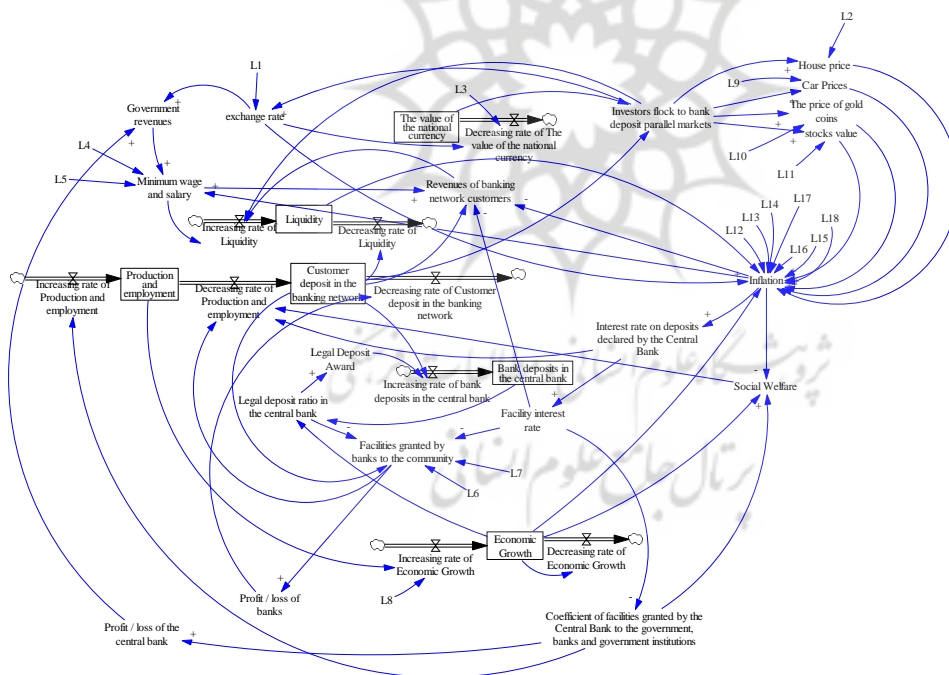 L2
House price
L1
L9
Car Prices
L3
Government
revenues
exchange rate
The value of
the national
currency
Decreasing rate of The
value of the national
currency
Investors flock to bank
deposit parallel markets
The price of gold
coins
stocks value
L4
L10
L11
L5
Minimum wage
and salary
Revenues of banking
network customers
L17
L14
L13
L18
L12
L15
L16
Increasing rate of
Liquidity
Liquidity
Decreasing rate of
Liquidity
Increasing rate of
Production and
employment
Production
and employment
Decreasing rate of
Production and
employment
Customer
deposit in the
banking network
Decreasing rate of Customer
deposit in the banking
network
Inflation
Interest rate on deposits
declared by the Central
Bank
Legal Deposit
Award
Increasing rate of bank
deposits in the central bank
Bank deposits in
the central bank
Social Welfare
Legal deposit ratio in
the central bank
Facility interest
rate
Facilities granted by
banks to the community
L7
L6
Increasing rate of
Economic Growth
Economic
Growth
Decreasing rate of
Economic Growth
L8
Profit / loss of
banks
Profit / loss of the
central bank
Coefficient of facilities granted by the
Central Bank to the government,
banks and government institutions
پژوهشگاه علوم انسانی و مطالعات فرهنگی
پرتال جامع علوم انسانی